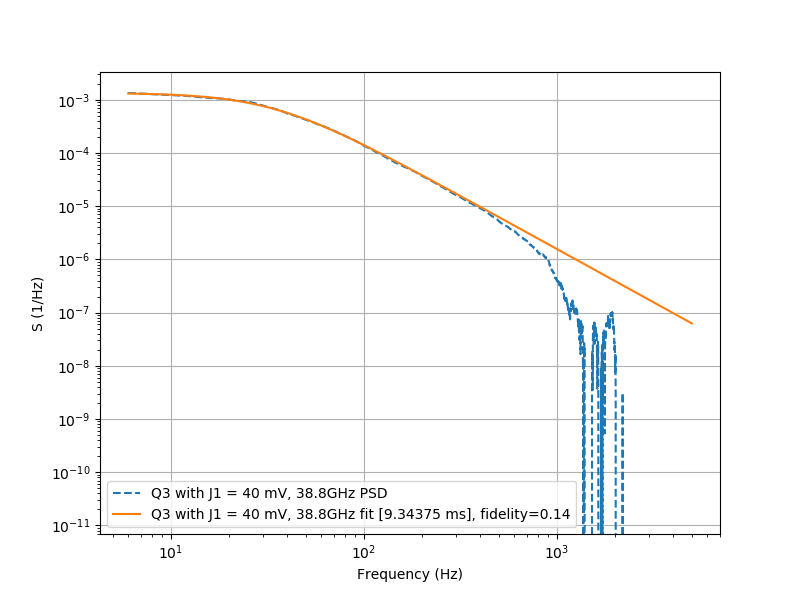 10⁻³
10⁻⁴
10⁻⁵
10⁻⁶
10⁻⁷
10⁻⁸
10⁻⁹
10⁻¹⁰
10⁻¹¹
S (1/Hz)
Q3 with J1 = 40 mV, 38.8GHz PSD
Q3 with J1 = 40 mV, 38.8GHz fit [9.34375 ms], fidelity=0.14
10¹ 10² 10³
Frequency (Hz)